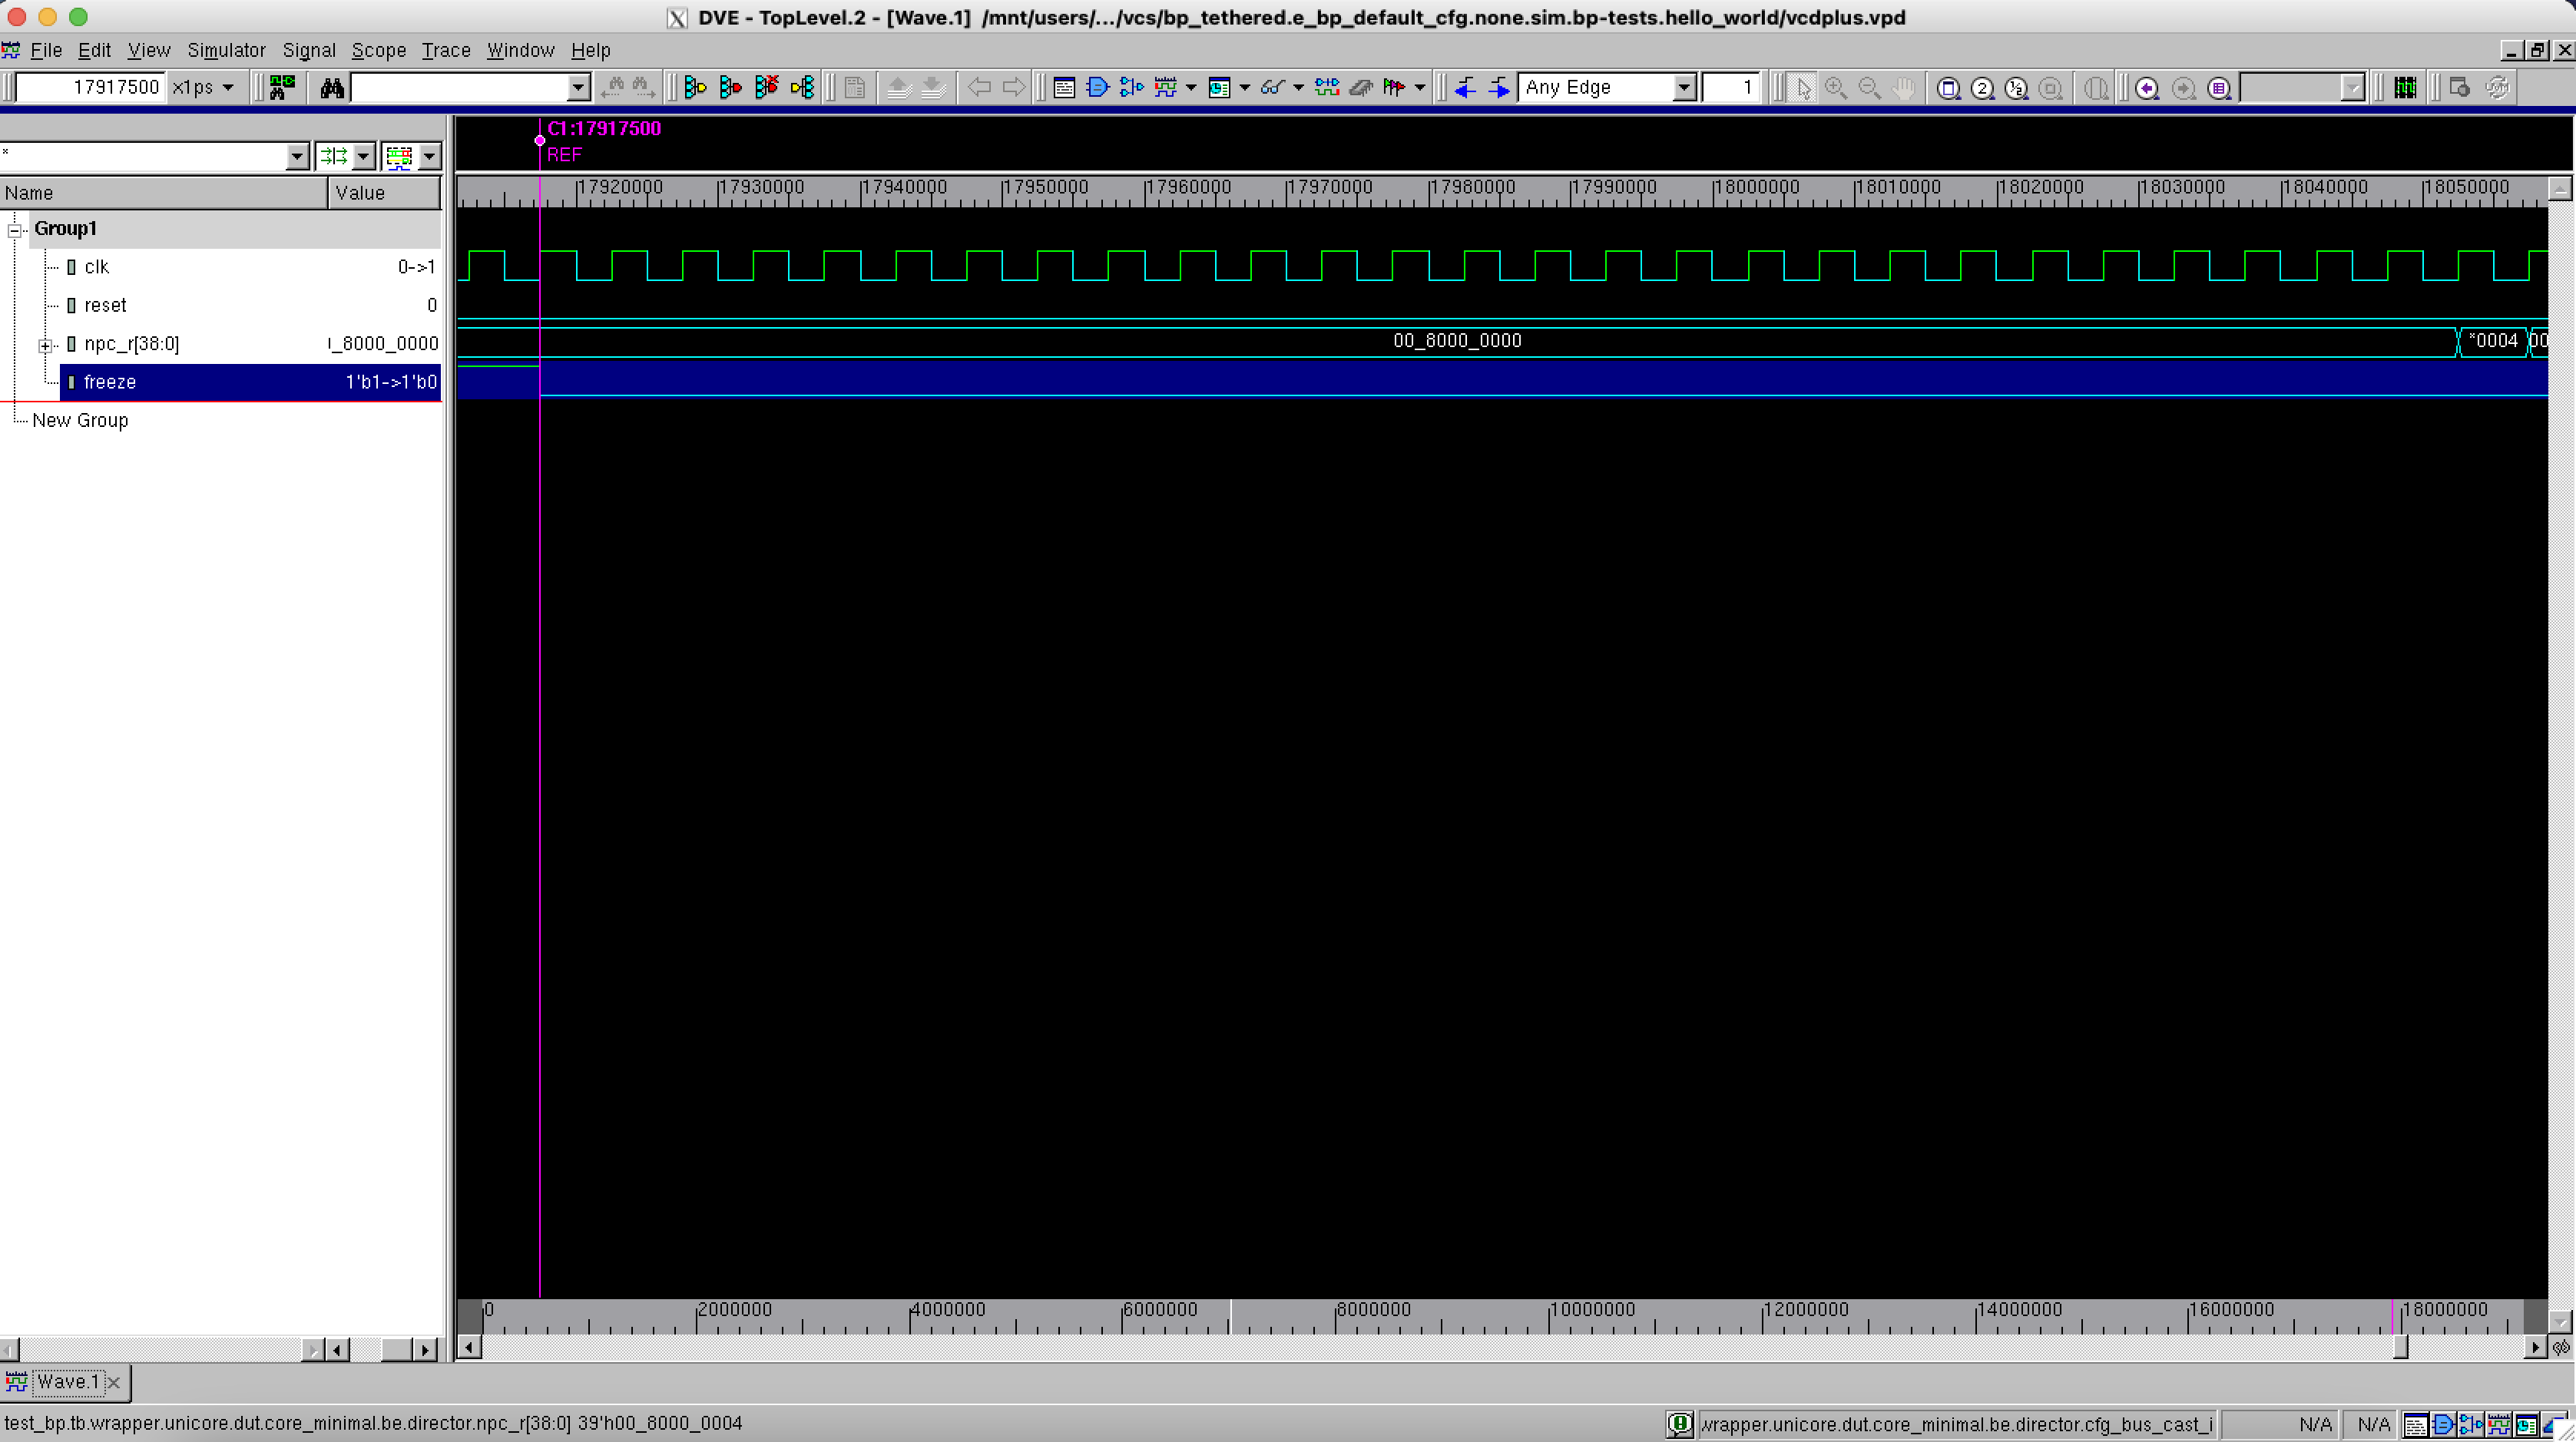 DVE - TopLevel.2 - [Wave.1] /mnt/users/.../vcs/bp_tethered.e_bp_default_cfg.none.sim.bp-tests.hello_world/vcdplus.vpd
File Edit View Simulator Signal Scope Trace Window Help
17917500 x1ps Any Edge 1
C1:17917500
REF
*
Name Value
17920000 17930000 17940000 17950000 17960000 17970000 17980000 17990000 18000000 18010000 18020000 18030000 18040000 18050000
Group1
clk 0->1
reset 0
npc_r[38:0] _8000_0000 00_8000_0000 *0004 00
freeze 1'b1->1'b0
New Group
0 2000000 4000000 6000000 8000000 10000000 12000000 14000000 16000000 18000000
Wave.1
test_bp.tb.wrapper.unicore.dut.core_minimal.be.director.npc_r[38:0] 39'h00_8000_0004
wrapper.unicore.dut.core_minimal.be.director.cfg_bus_cast_i N/A N/A